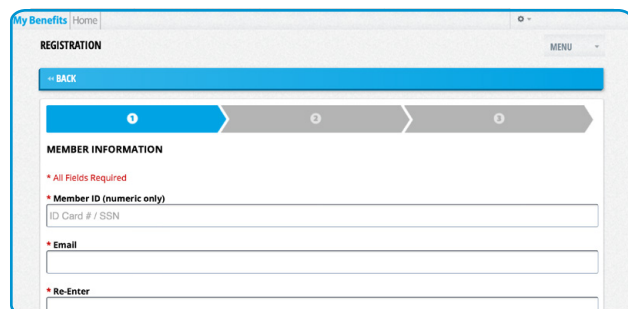 My Benefits Home
REGISTRATION MENU
« BACK
1 2 3
MEMBER INFORMATION
* All Fields Required
* Member ID (numeric only)
ID Card # / SSN
* Email
* Re-Enter